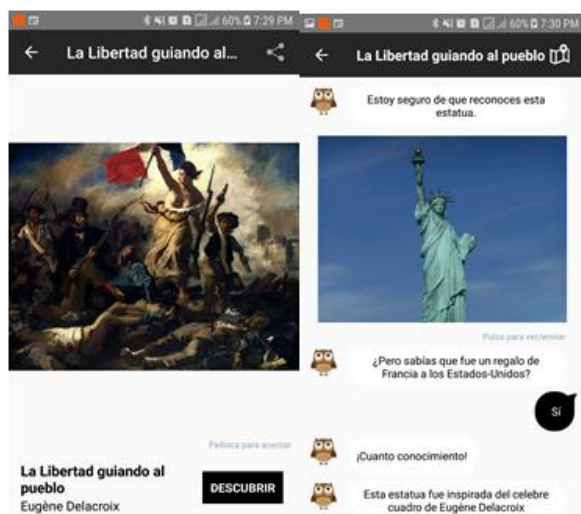 60% 7:29 PM
La Libertad guiando al...
Pellizca para acercar
La Libertad guiando al
pueblo
Eugène Delacroix
DESCUBRIR
60% 7:30 PM
La Libertad guiando al pueblo
Estoy seguro de que reconoces esta
estatua.
Pulsa para ver/enviar
¿Pero sabías que fue un regalo de
Francia a los Estados-Unidos?
Sí
¡Cuanto conocimiento!
Esta estatua fue inspirada del celebre
cuadro de Eugène Delacroix